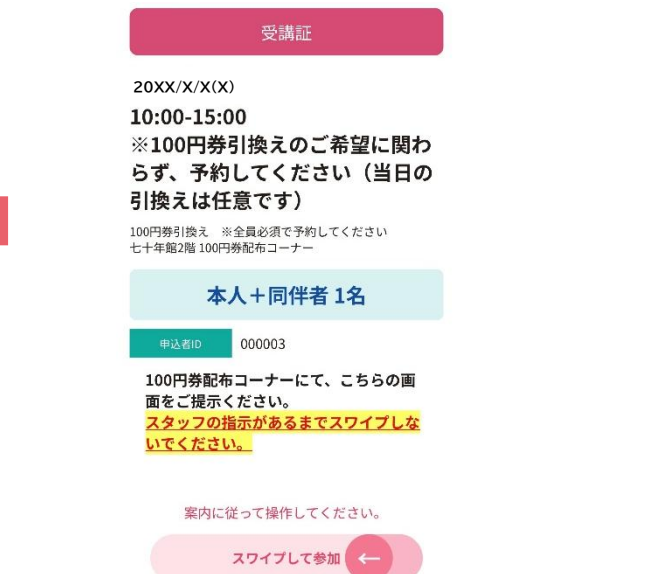 受講証
20XX/X/X(X)
10:00-15:00
※100円券引換えのご希望に関わ
らず、予約してください（当日の
引換えは任意です）
100円券引換え　※全員必須で予約してください
七十年館2階 100円券配布コーナー
本人＋同伴者 1名
申込者ID 000003
100円券配布コーナーにて、こちらの画
面をご提示ください。
スタッフの指示があるまでスワイプしな
いでください。
案内に従って操作してください。
スワイプして参加 ←